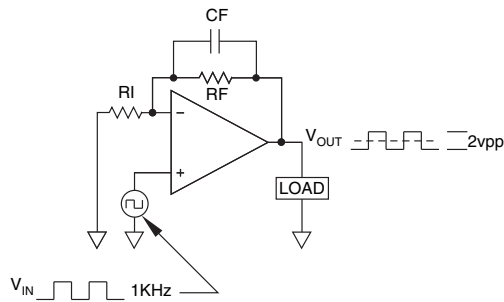 CF
RI
RF
−
+
VOUT
2vpp
LOAD
VIN
1KHz